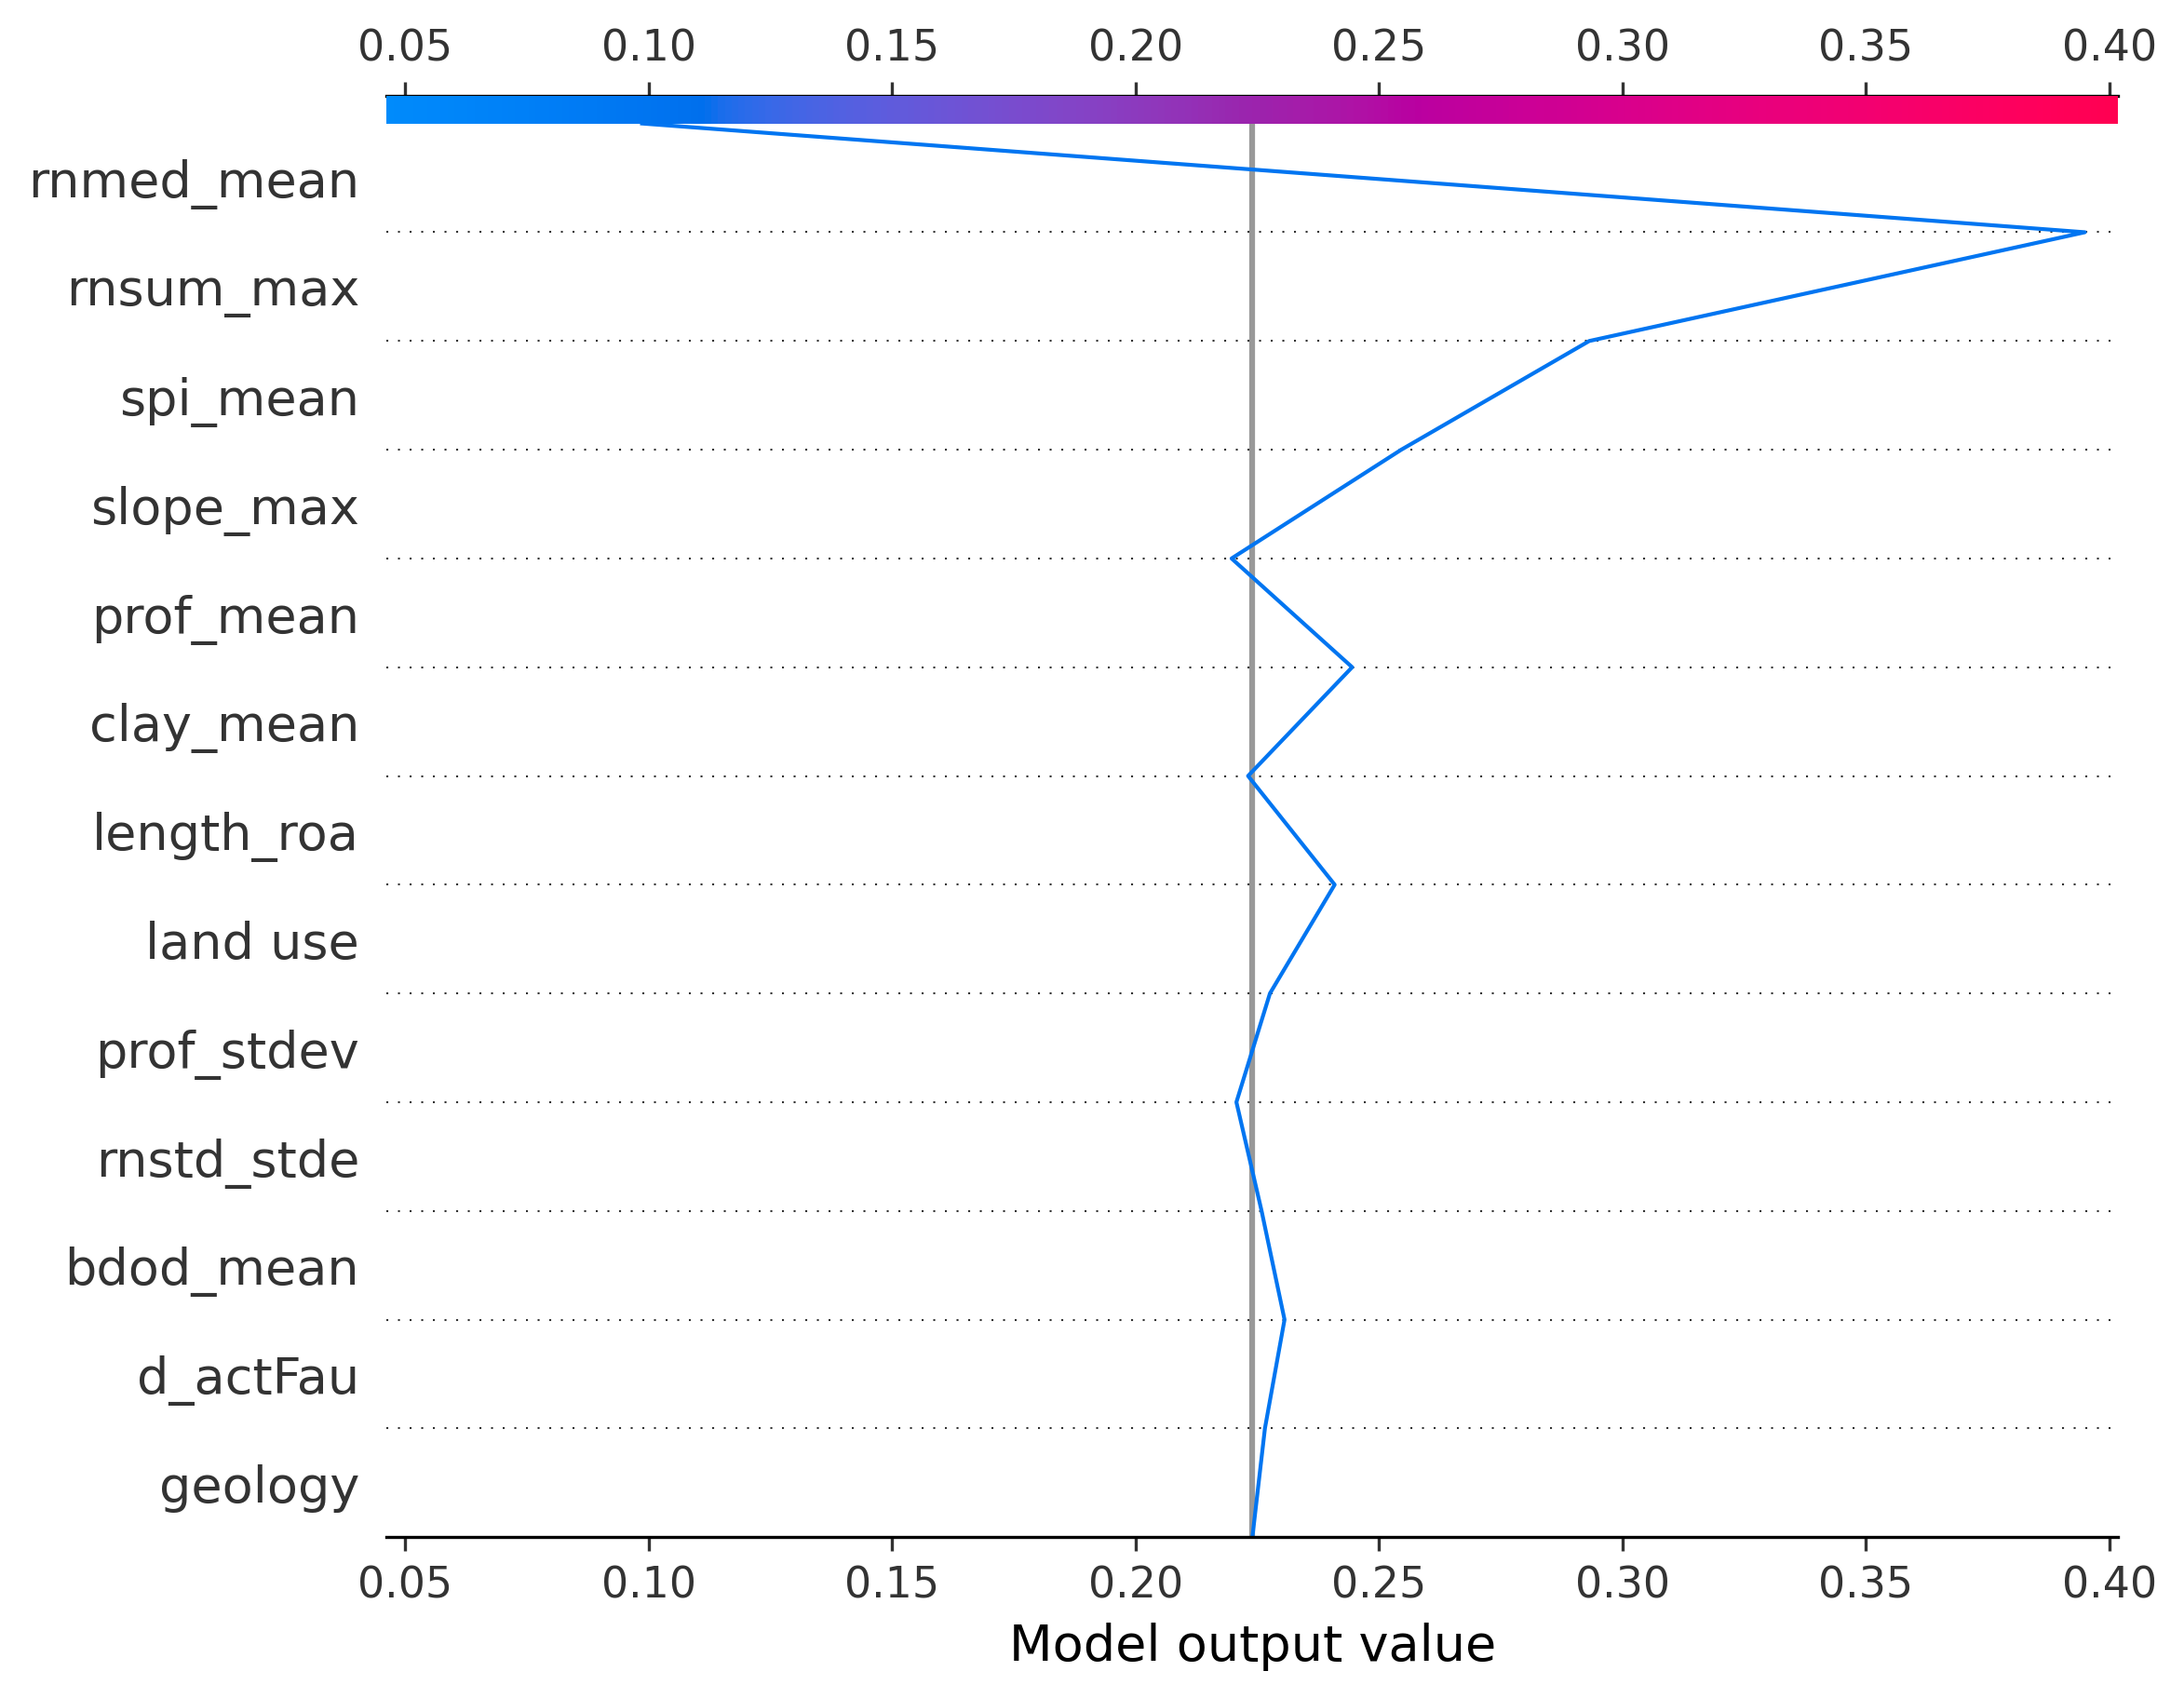 0.05 0.10 0.15 0.20 0.25 0.30 0.35 0.40
rnmed_mean
rnsum_max
spi_mean
slope_max
prof_mean
clay_mean
length_roa
land use
prof_stdev
rnstd_stde
bdod_mean
d_actFau
geology
0.05 0.10 0.15 0.20 0.25 0.30 0.35 0.40
Model output value